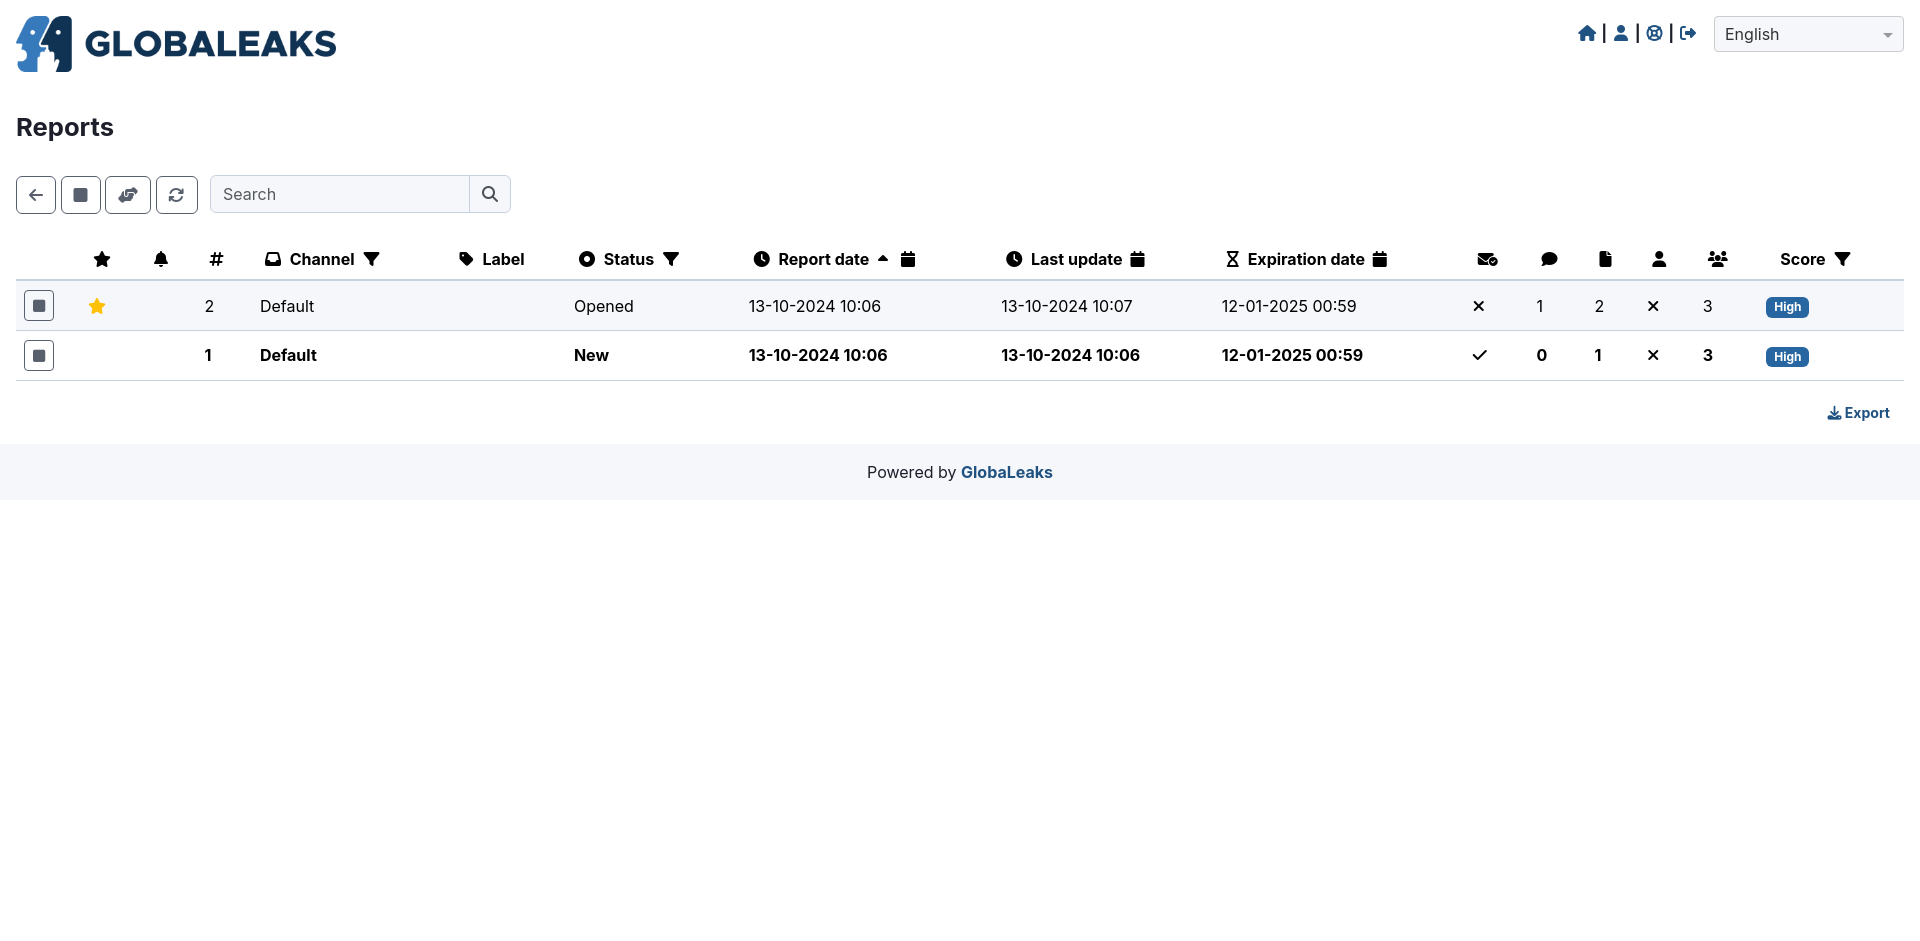 GLOBALEAKS
| | | English
Reports
Search
# Channel Label Status Report date Last update Expiration date Score
2 Default Opened 13-10-2024 10:06 13-10-2024 10:07 12-01-2025 00:59 1 2 3 High
1 Default New 13-10-2024 10:06 13-10-2024 10:06 12-01-2025 00:59 0 1 3 High
Export
Powered by GlobaLeaks